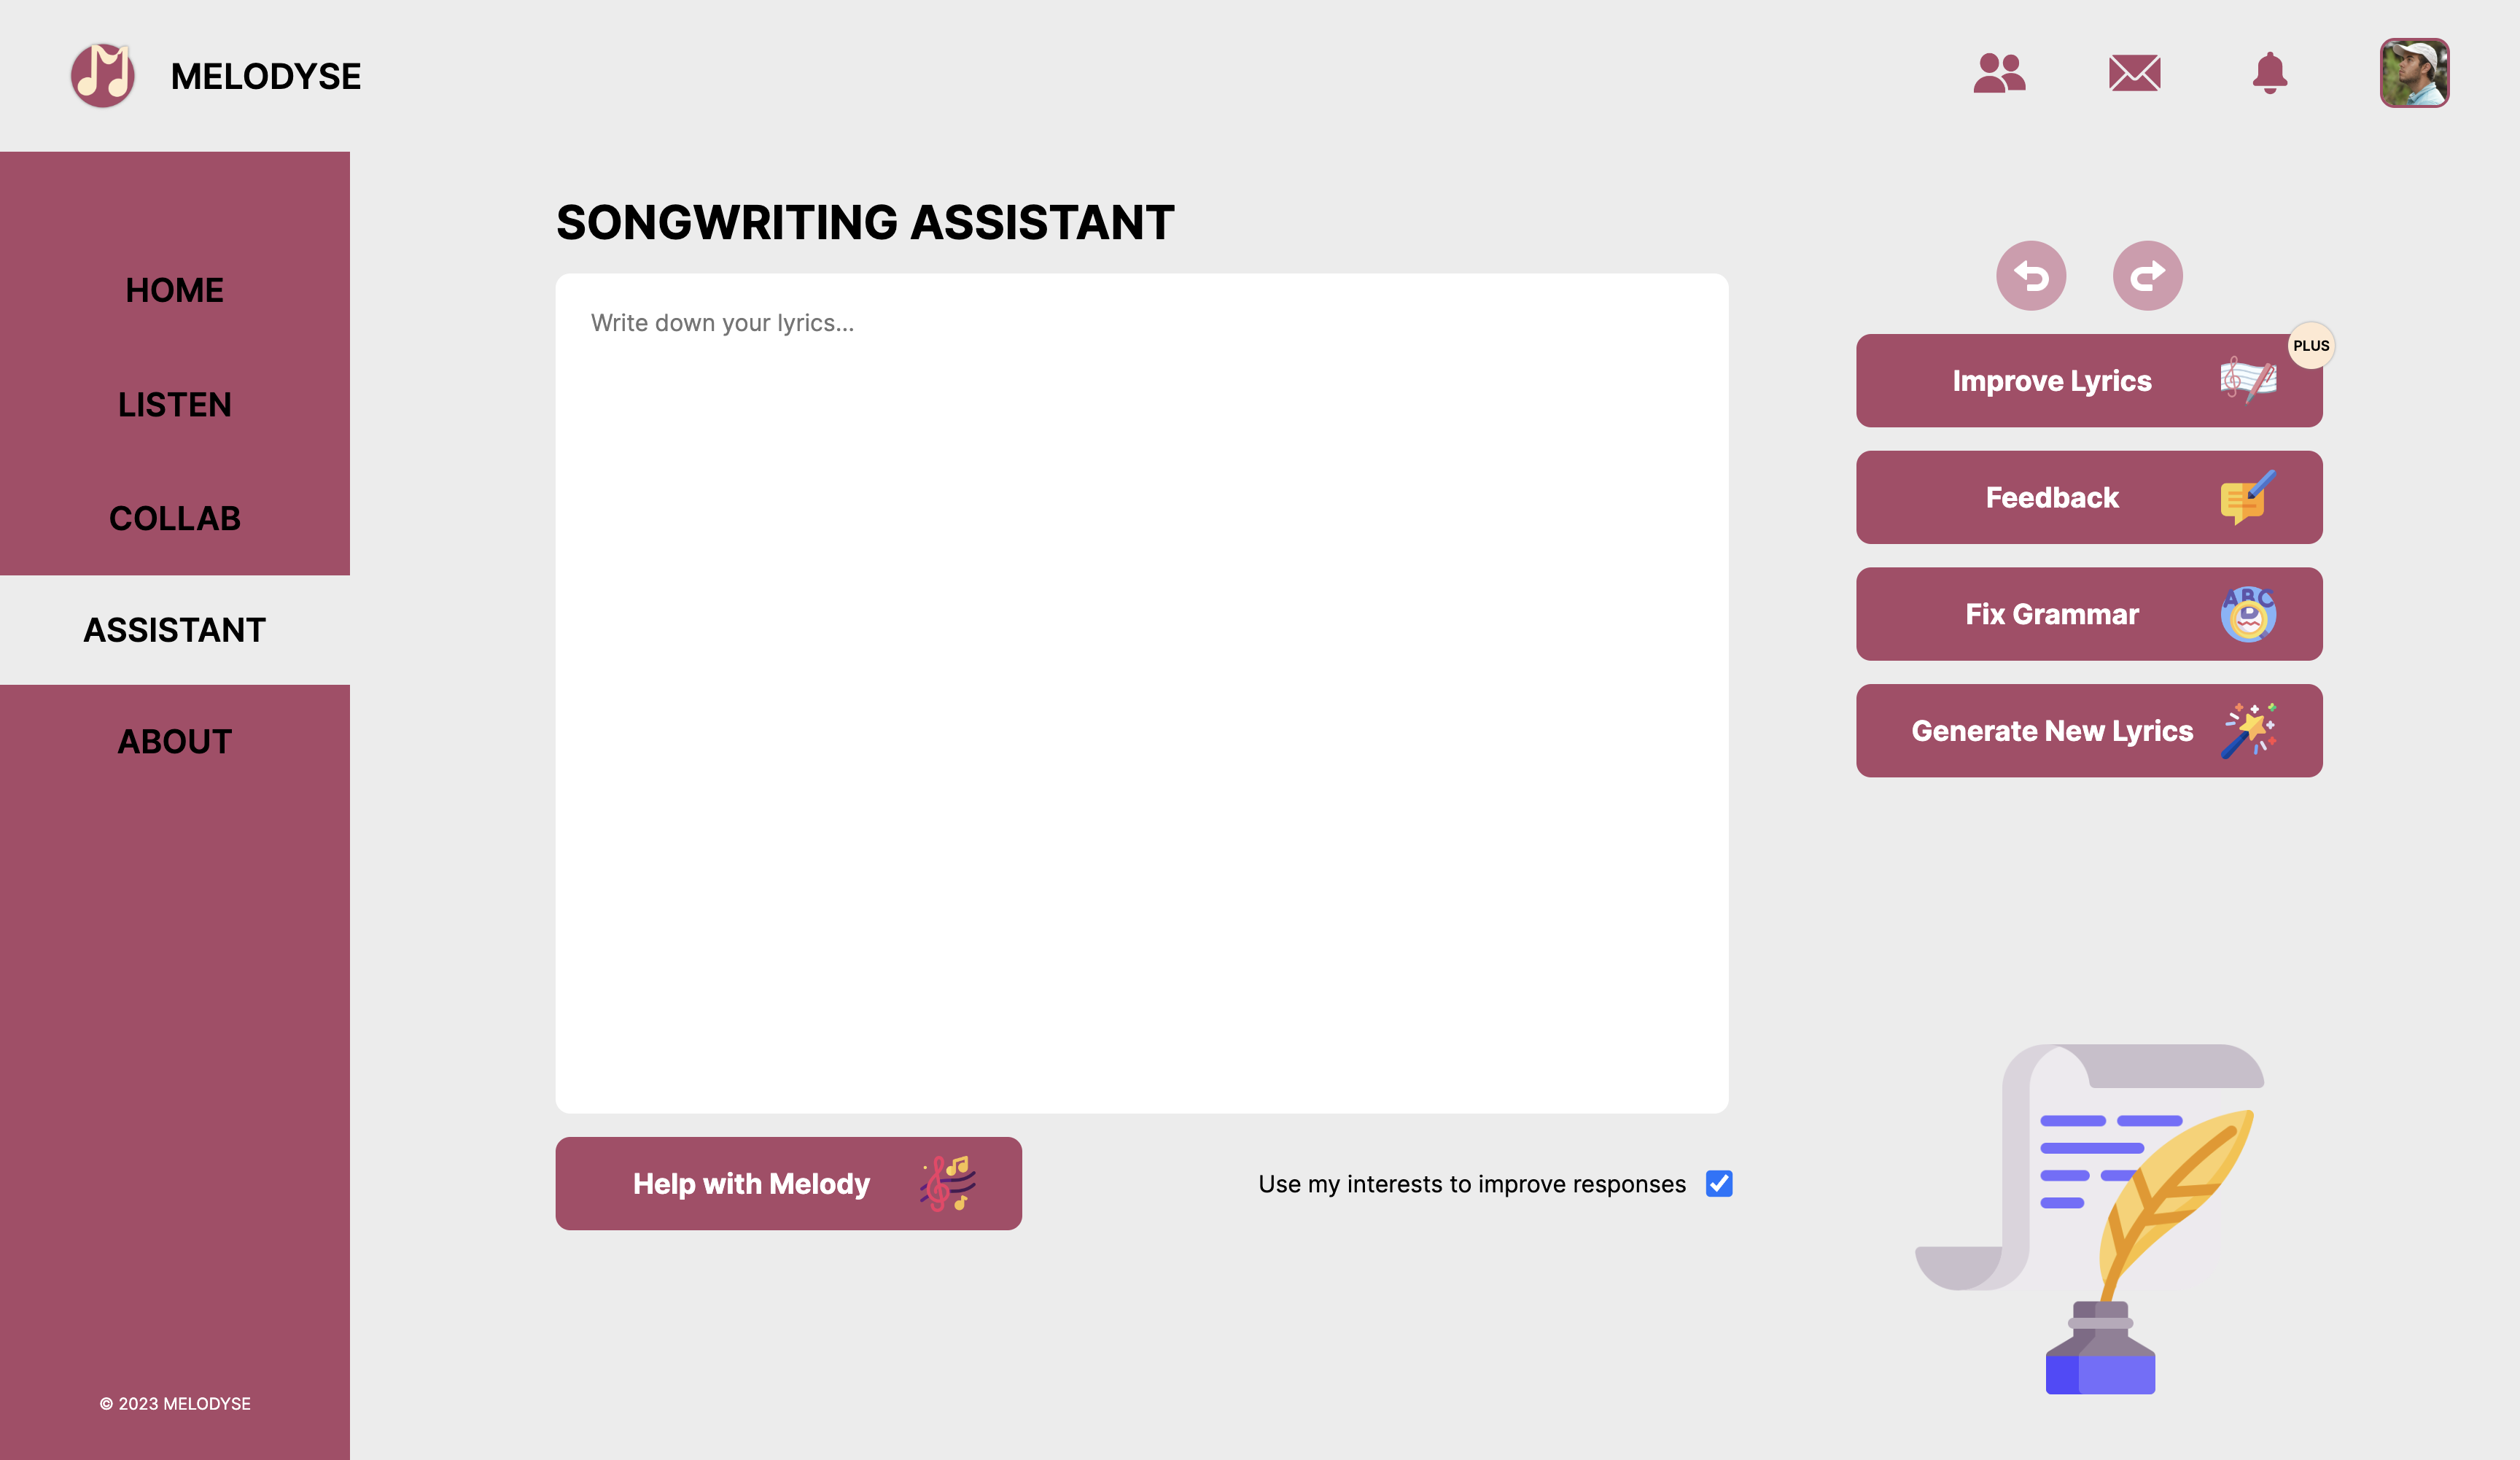 MELODYSE
HOME
LISTEN
COLLAB
ASSISTANT
ABOUT
© 2023 MELODYSE
SONGWRITING ASSISTANT
Write down your lyrics...
Help with Melody
Use my interests to improve responses
PLUS
Improve Lyrics
Feedback
Fix Grammar
ABC
B
Generate New Lyrics